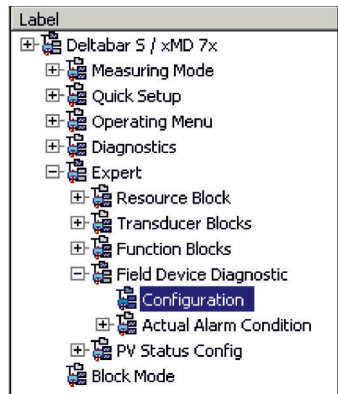 Label
Deltabar S / xMD 7x
Measuring Mode
Quick Setup
Operating Menu
Diagnostics
Expert
Resource Block
Transducer Blocks
Function Blocks
Field Device Diagnostic
Configuration
Actual Alarm Condition
PV Status Config
Block Mode